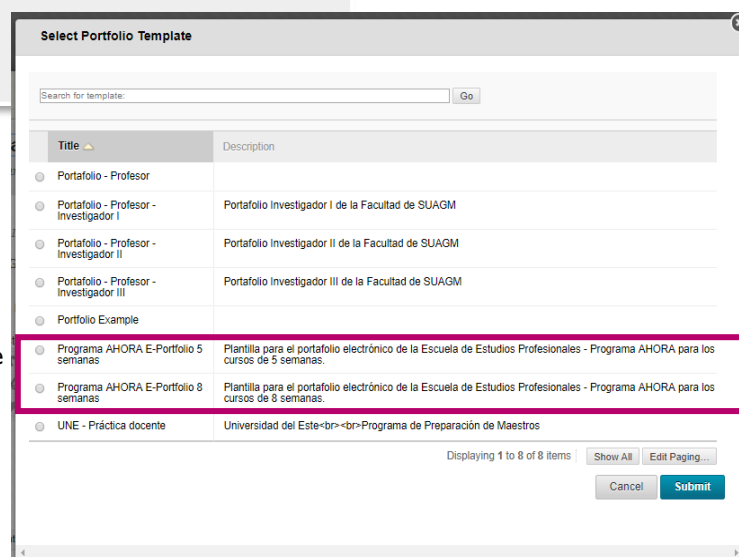 Select Portfolio Template
Search for template: Go
Title Description
Portafolio - Profesor
Portafolio - Profesor - Portafolio Investigador I de la Facultad de SUAGM
Investigador I
Portafolio - Profesor - Portafolio Investigador II de la Facultad de SUAGM
Investigador II
Portafolio - Profesor - Portafolio Investigador III de la Facultad de SUAGM
Investigador III
Portfolio Example
Programa AHORA E-Portfolio 5 Plantilla para el portafolio electrónico de la Escuela de Estudios Profesionales - Programa AHORA para los
semanas cursos de 5 semanas.
Programa AHORA E-Portfolio 8 Plantilla para el portafolio electrónico de la Escuela de Estudios Profesionales - Programa AHORA para los
semanas cursos de 8 semanas.
UNE - Práctica docente Universidad del Este<br><br>Programa de Preparación de Maestros
Displaying 1 to 8 of 8 items Show All Edit Paging...
Cancel Submit